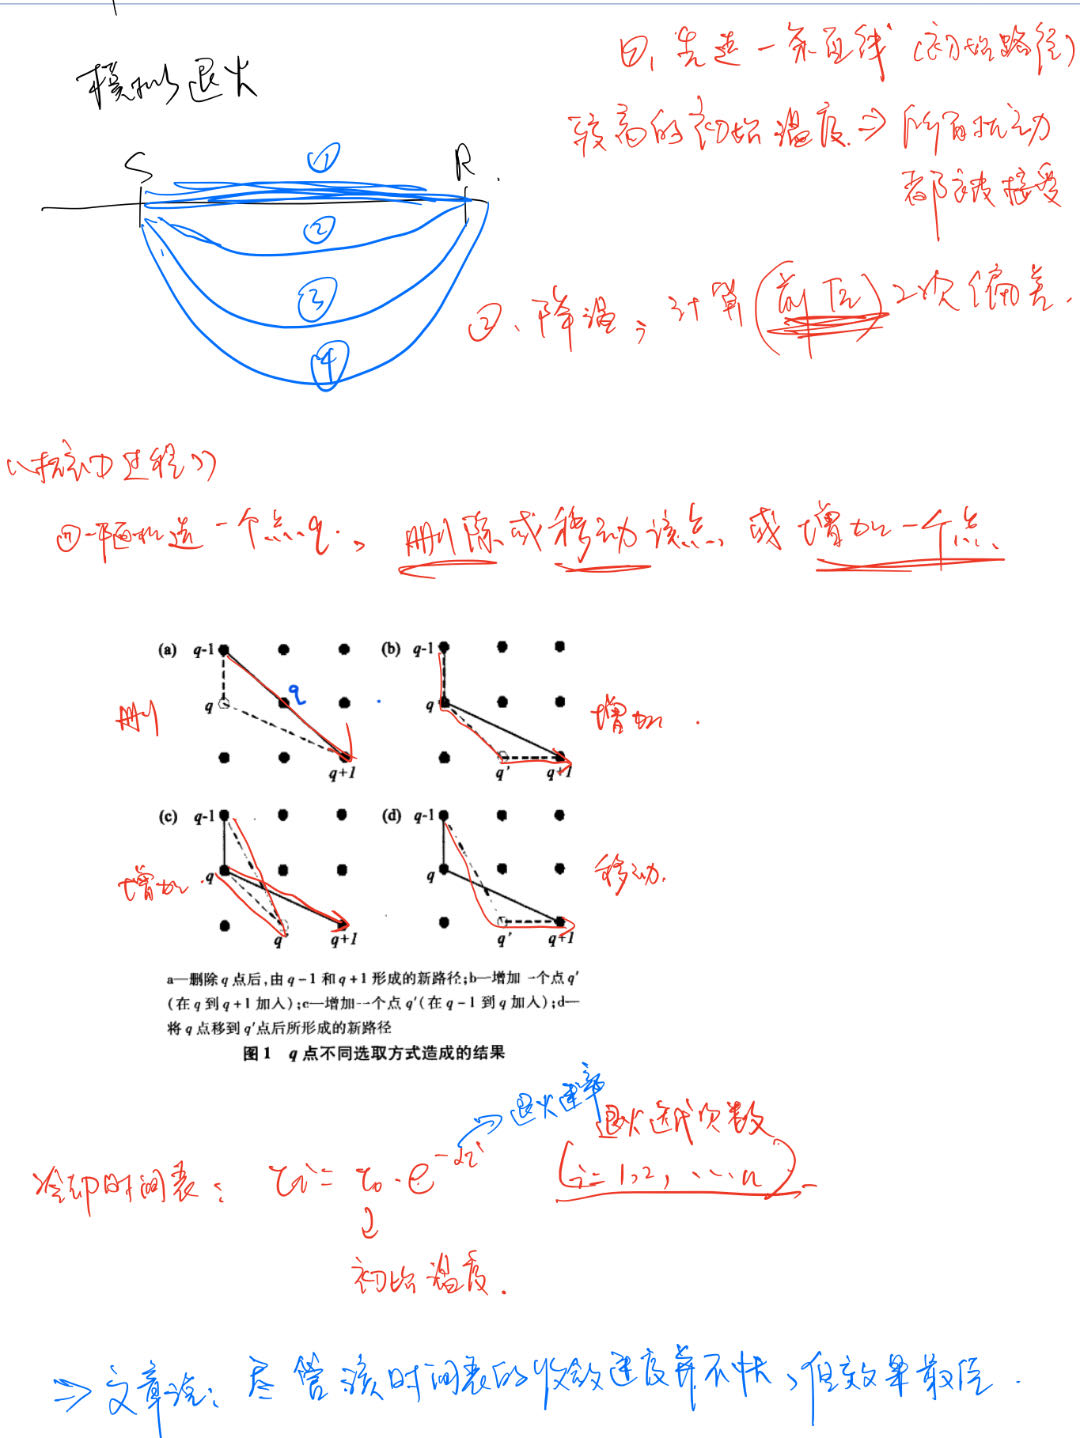 模拟退火
①、先选一条直线（初始路径）
较高的初始温度 ⇒ 所有扰动
都被接受
S ① R
②
③
④
②、降温，计算(前后)2次偏差.
《扰动过程》
①随机选一个点q，删除或移动该点，或增加一个点.
(a) q-1 (b) q-1
删 q q q 增加.
q+1 q' q+1
(c) q-1 (d) q-1
增加. q q 移动.
q' q+1 q' q+1
a—删除 q 点后,由 q-1 和 q+1 形成的新路径;b—增加一个点 q'
(在 q 到 q+1 加入);c—增加一个点 q'(在 q-1 到 q 加入);d—
将 q 点移到 q'点后所形成的新路径
图 1 q 点不同选取方式造成的结果
→退火速率 退火迭代次数
冷却时间表： τi = τ0 · e^{-αi} (i=1,2, ……n).
↓
初始温度.
⇒ 文章说：尽管该时间表的收敛速度并不快，但效果最佳.